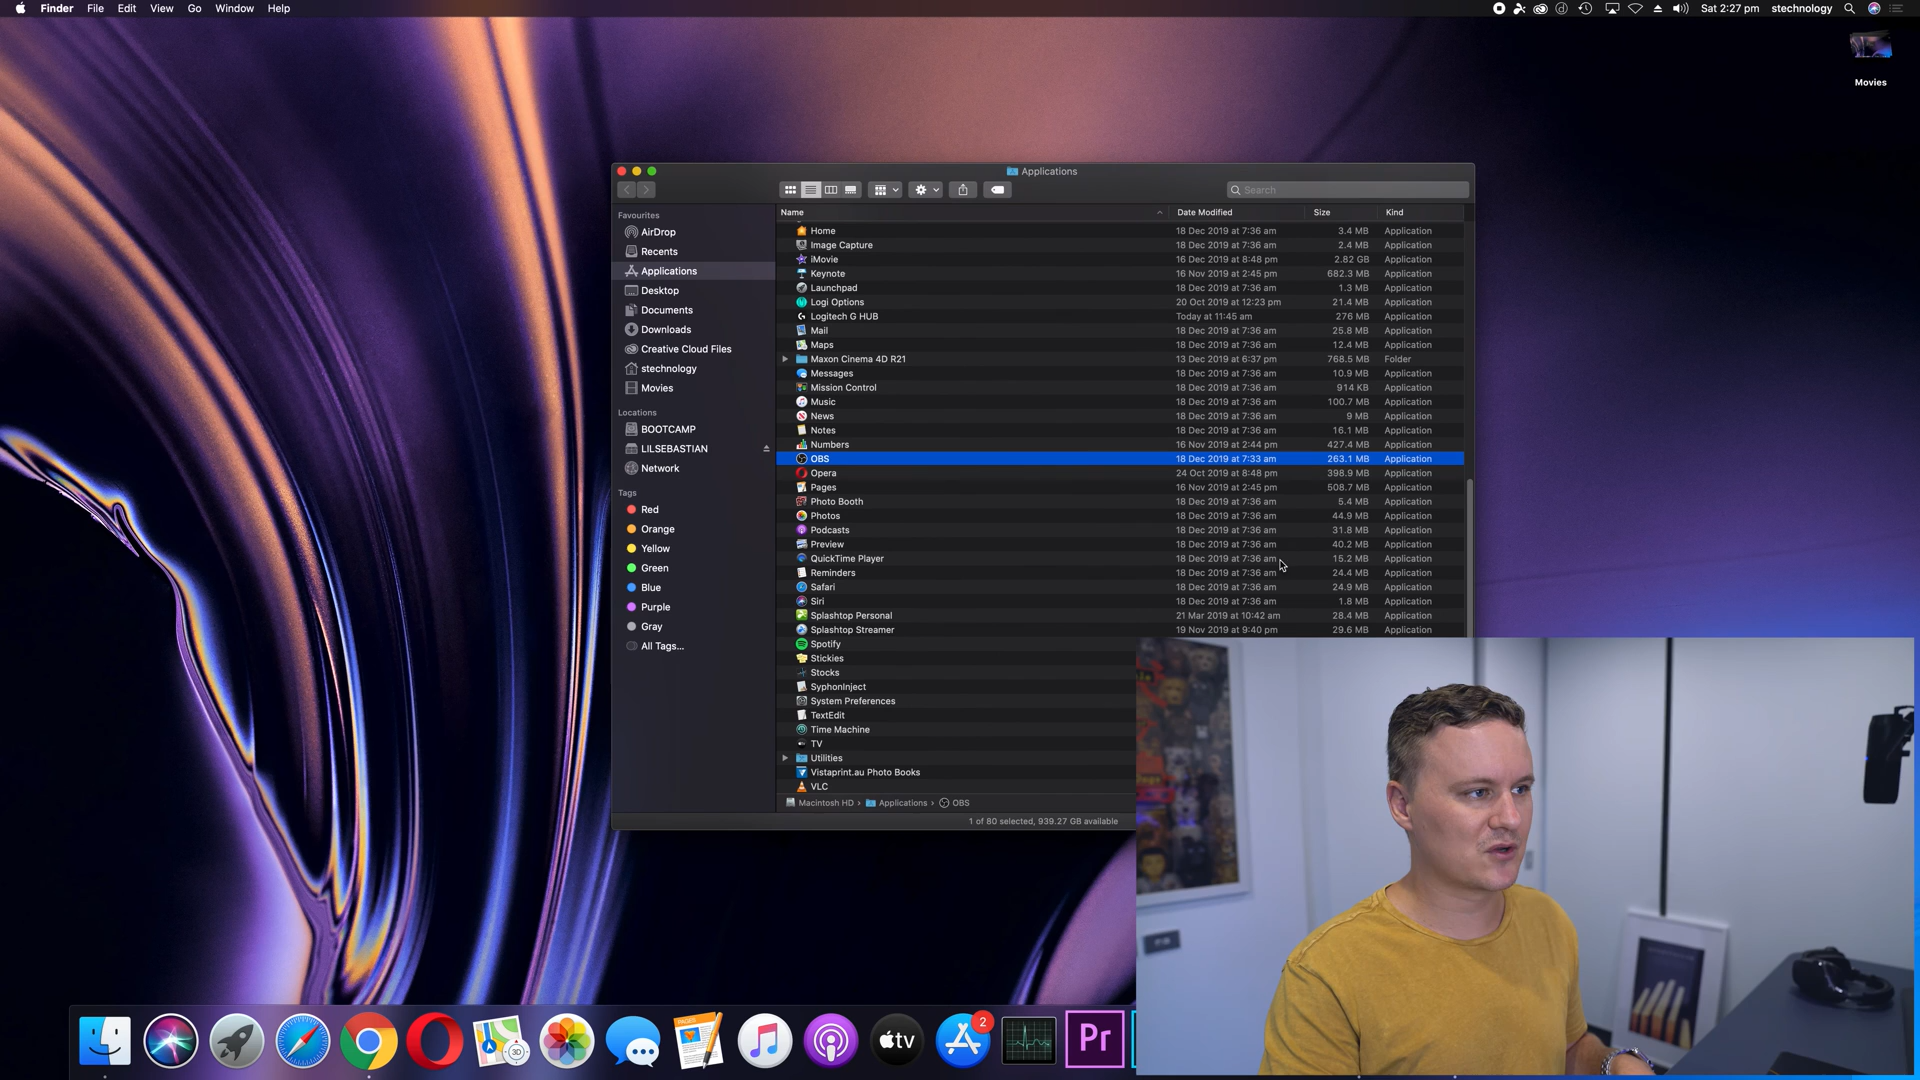 Finder File Edit View Go Window Help
Sat 2:27 pm stechnology
Movies
Applications
Search
Favourites
AirDrop
Recents
Applications
Desktop
Documents
Downloads
Creative Cloud Files
stechnology
Movies
Locations
BOOTCAMP
LILSEBASTIAN
Network
Tags
Red
Orange
Yellow
Green
Blue
Purple
Gray
All Tags...
Name Date Modified Size Kind
Home 18 Dec 2019 at 7:36 am 3.4 MB Application
Image Capture 18 Dec 2019 at 7:36 am 2.4 MB Application
iMovie 16 Dec 2019 at 8:48 pm 2.82 GB Application
Keynote 16 Nov 2019 at 2:45 pm 682.3 MB Application
Launchpad 18 Dec 2019 at 7:36 am 1.3 MB Application
Logi Options 20 Oct 2019 at 12:23 pm 21.4 MB Application
Logitech G HUB Today at 11:45 am 276 MB Application
Mail 18 Dec 2019 at 7:36 am 25.8 MB Application
Maps 18 Dec 2019 at 7:36 am 12.4 MB Application
Maxon Cinema 4D R21 13 Dec 2019 at 6:37 pm 768.5 MB Folder
Messages 18 Dec 2019 at 7:36 am 10.9 MB Application
Mission Control 18 Dec 2019 at 7:36 am 914 KB Application
Music 18 Dec 2019 at 7:36 am 100.7 MB Application
News 18 Dec 2019 at 7:36 am 9 MB Application
Notes 18 Dec 2019 at 7:36 am 16.1 MB Application
Numbers 16 Nov 2019 at 2:44 pm 427.4 MB Application
OBS 18 Dec 2019 at 7:33 am 263.1 MB Application
Opera 24 Oct 2019 at 8:48 pm 398.9 MB Application
Pages 16 Nov 2019 at 2:45 pm 508.7 MB Application
Photo Booth 18 Dec 2019 at 7:36 am 5.4 MB Application
Photos 18 Dec 2019 at 7:36 am 44.9 MB Application
Podcasts 18 Dec 2019 at 7:36 am 31.8 MB Application
Preview 18 Dec 2019 at 7:36 am 40.2 MB Application
QuickTime Player 18 Dec 2019 at 7:36 am 15.2 MB Application
Reminders 18 Dec 2019 at 7:36 am 24.4 MB Application
Safari 18 Dec 2019 at 7:36 am 24.9 MB Application
Siri 18 Dec 2019 at 7:36 am 1.8 MB Application
Splashtop Personal 21 Mar 2019 at 10:42 am 28.4 MB Application
Splashtop Streamer 19 Nov 2019 at 9:40 pm 29.6 MB Application
Spotify
Stickies
Stocks
SyphonInject
System Preferences
TextEdit
Time Machine
TV
Utilities
Vistaprint.au Photo Books
VLC
Macintosh HD › Applications › OBS
1 of 80 selected, 939.27 GB available
PAGES
3D
tv
2
Pr